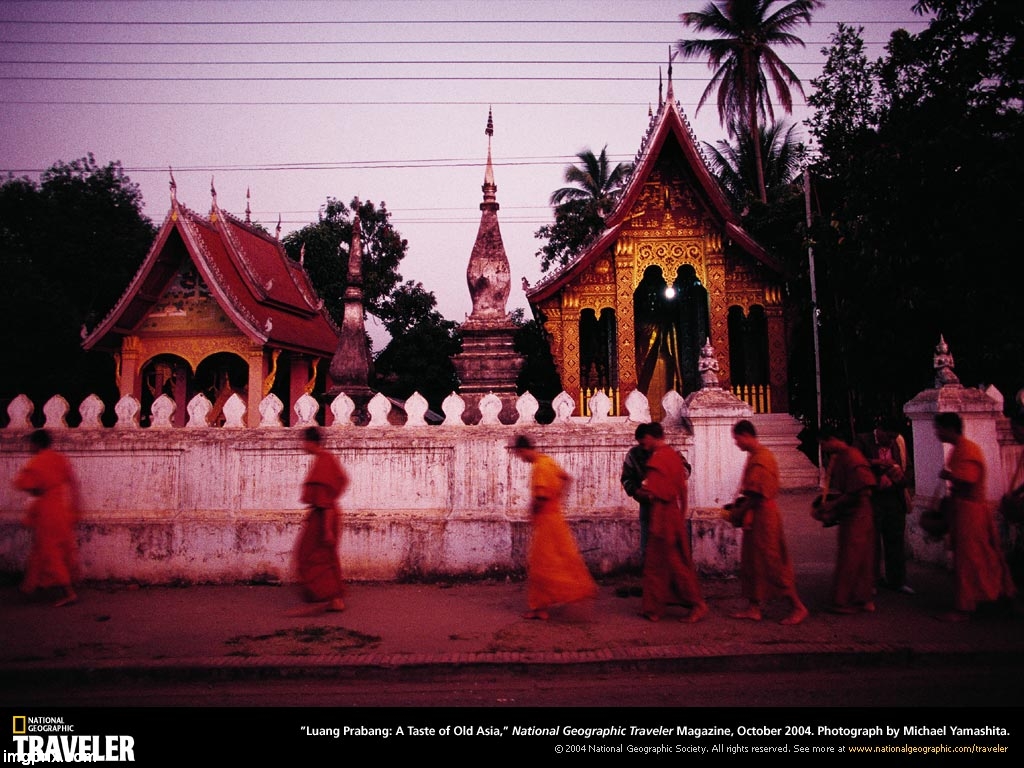 NATIONAL
GEOGRAPHIC
TRAVELER
imgprix.com
"Luang Prabang: A Taste of Old Asia," National Geographic Traveler Magazine, October 2004. Photograph by Michael Yamashita.
© 2004 National Geographic Society. All rights reserved. See more at www.nationalgeographic.com/traveler